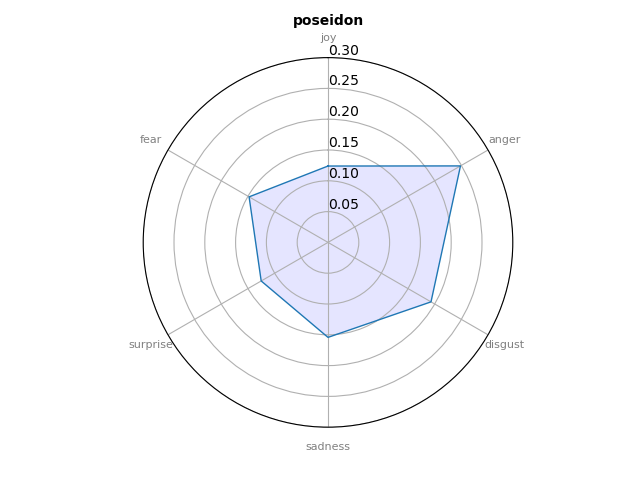 poseidon
joy
0.30
0.25
0.20
0.15
0.10
0.05
fear
anger
surprise
disgust
sadness